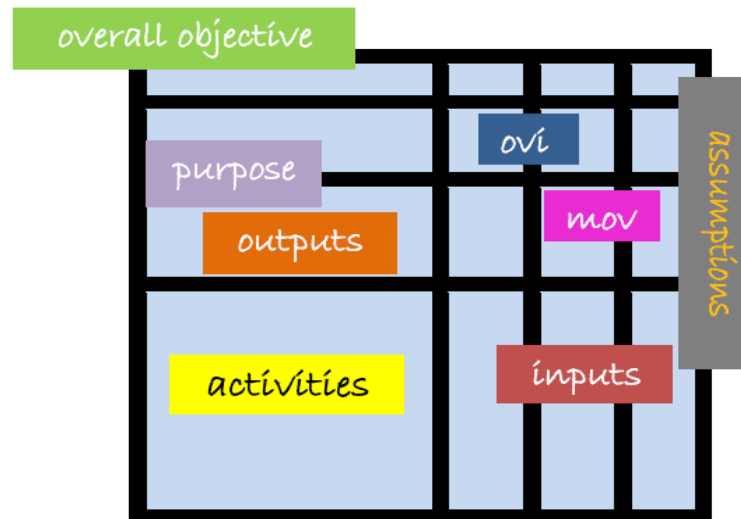 overall objective
ovi
purpose
assumptions
mov
outputs
inputs
activities